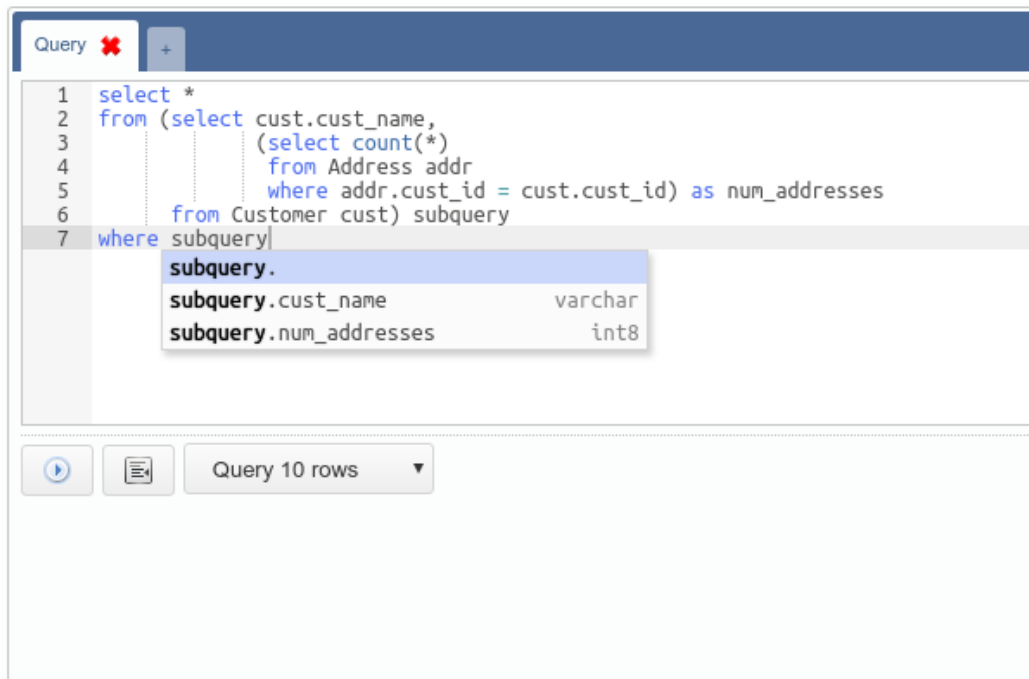 Query ✖ +
1 select *
2 from (select cust.cust_name,
3 (select count(*)
4 from Address addr
5 where addr.cust_id = cust.cust_id) as num_addresses
6 from Customer cust) subquery
7 where subquery
subquery.
subquery.cust_name varchar
subquery.num_addresses int8
Query 10 rows ▼